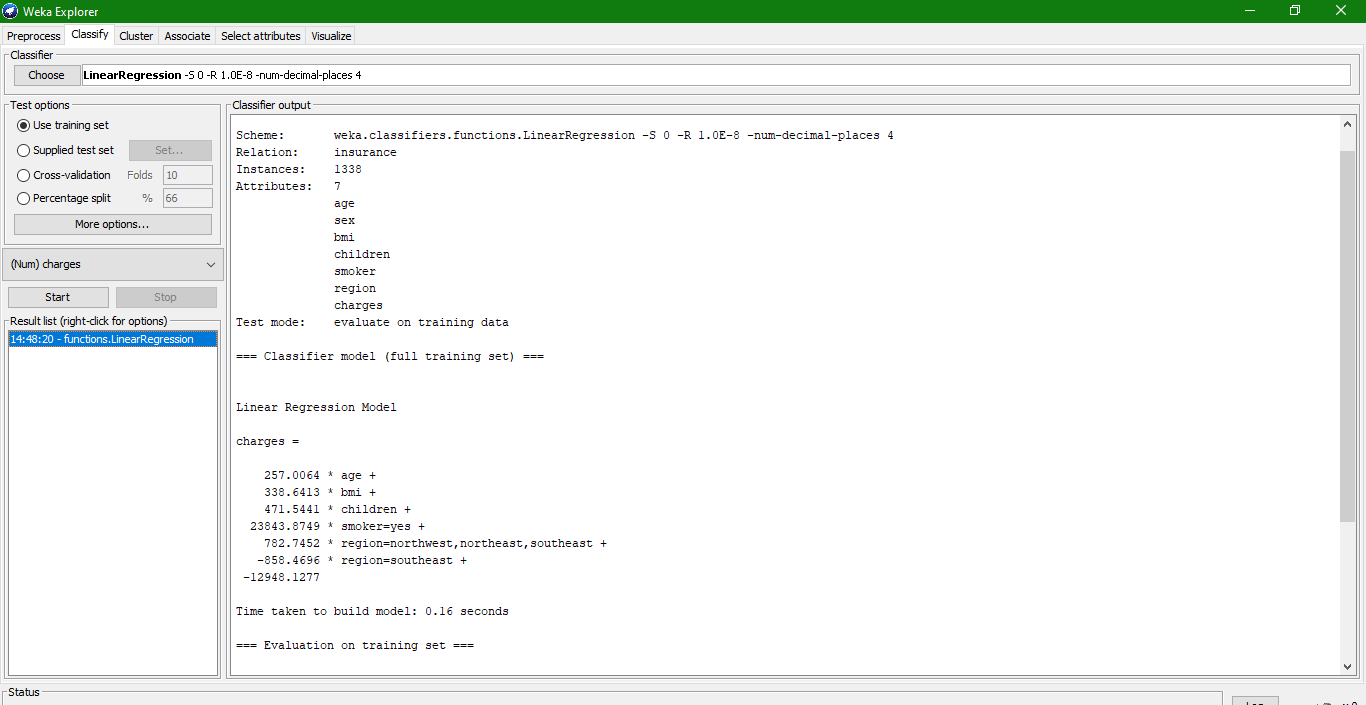 Weka Explorer
Preprocess Classify Cluster Associate Select attributes Visualize
Classifier
Choose LinearRegression -S 0 -R 1.0E-8 -num-decimal-places 4
Test options
Use training set
Supplied test set Set...
Cross-validation Folds 10
Percentage split % 66
More options...
(Num) charges
Start Stop
Result list (right-click for options)
14:48:20 - functions.LinearRegression
Classifier output
Scheme: weka.classifiers.functions.LinearRegression -S 0 -R 1.0E-8 -num-decimal-places 4
Relation: insurance
Instances: 1338
Attributes: 7
age
sex
bmi
children
smoker
region
charges
Test mode: evaluate on training data
=== Classifier model (full training set) ===
Linear Regression Model
charges =
257.0064 * age +
338.6413 * bmi +
471.5441 * children +
23843.8749 * smoker=yes +
782.7452 * region=northwest,northeast,southeast +
-858.4696 * region=southeast +
-12948.1277
Time taken to build model: 0.16 seconds
=== Evaluation on training set ===
Status